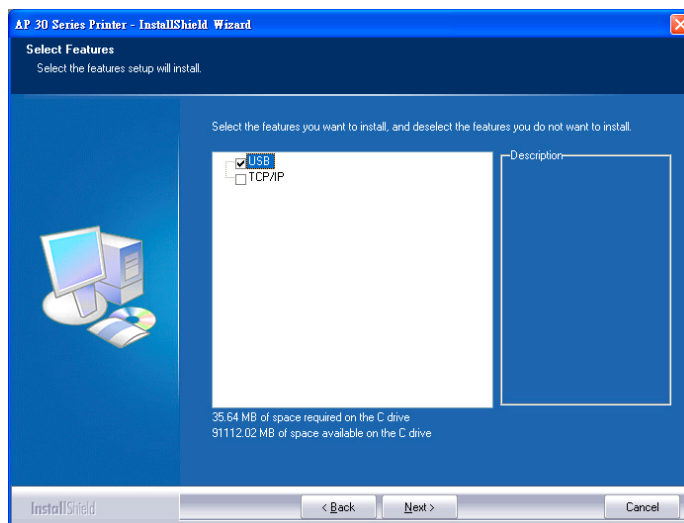 AP 30 Series Printer - InstallShield Wizard
Select Features
Select the features setup will install.
Select the features you want to install, and deselect the features you do not want to install.
USB
TCP/IP
Description
35.64 MB of space required on the C drive
91112.02 MB of space available on the C drive
InstallShield
< Back
Next >
Cancel